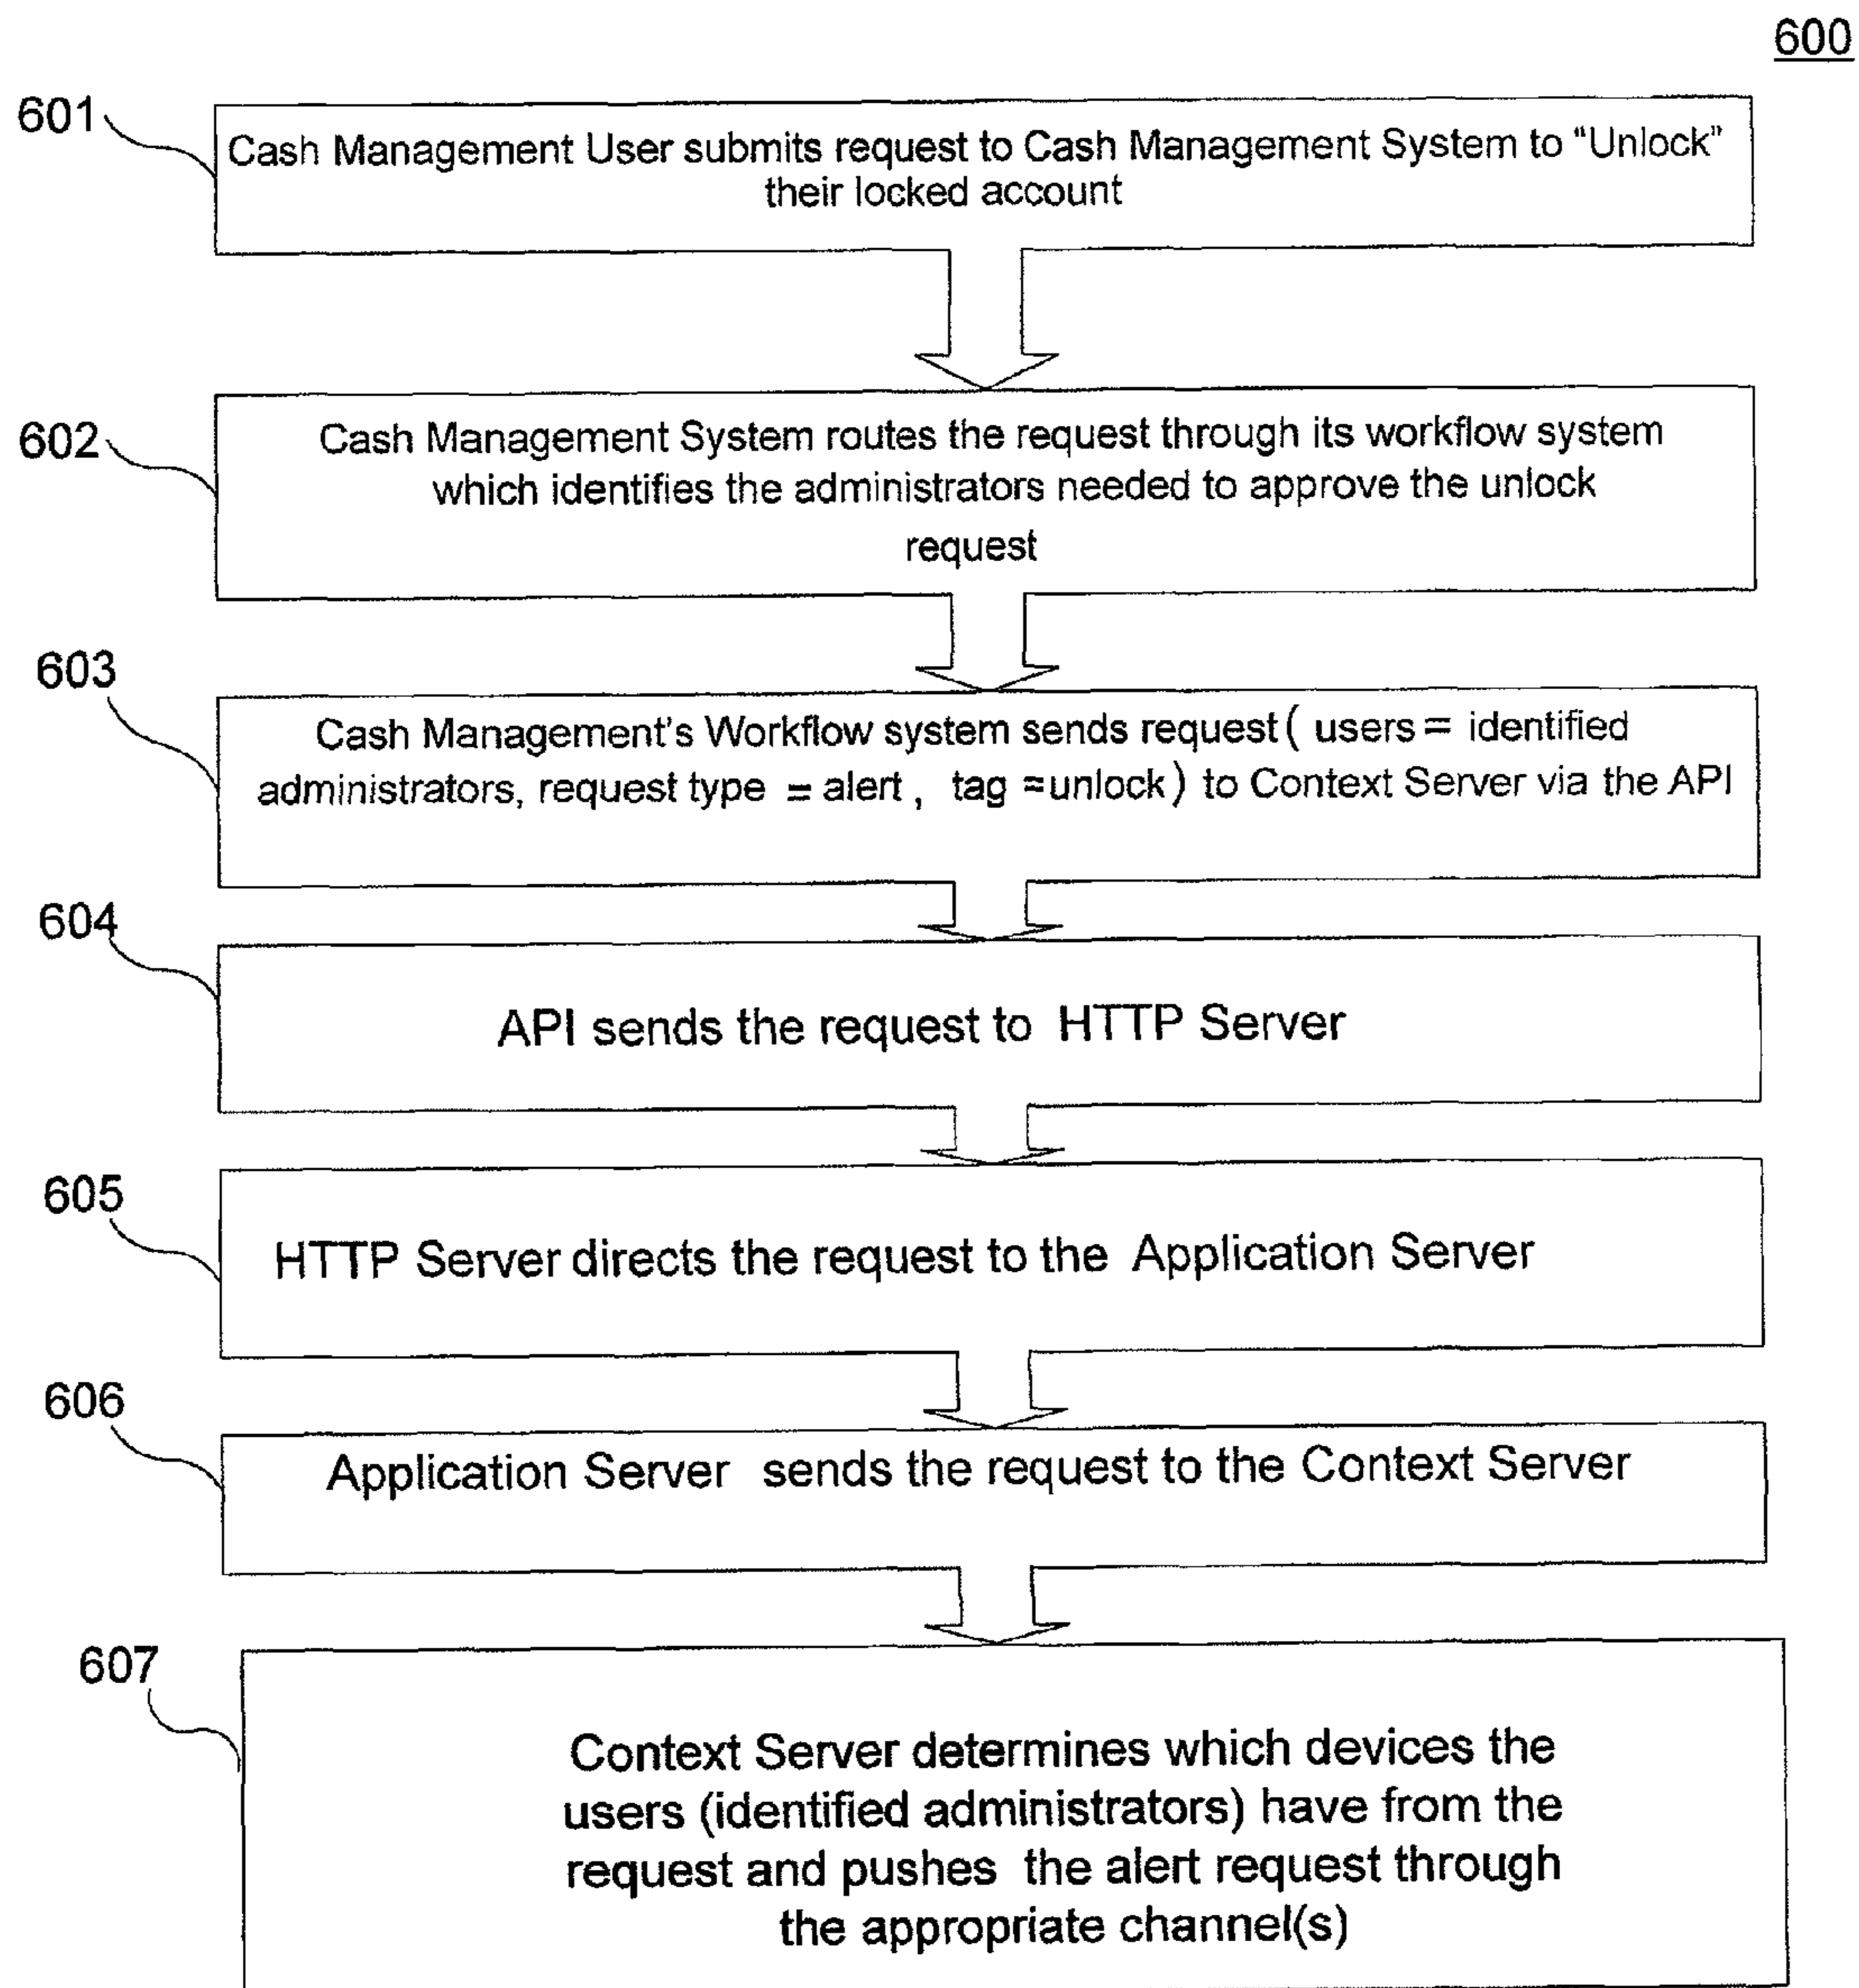 600
601
Cash Management User submits request to Cash Management System to “Unlock”
their locked account
602
Cash Management System routes the request through its workflow system
which identifies the administrators needed to approve the unlock
request
603
Cash Management’s Workflow system sends request( users = identified
administrators, request type = alert , tag =unlock) to Context Server via the API
604
API sends the request to HTTP Server
605
HTTP Server directs the request to the Application Server
606
Application Server sends the request to the Context Server
607
Context Server determines which devices the
users (identified administrators) have from the
request and pushes the alert request through
the appropriate channel(s)